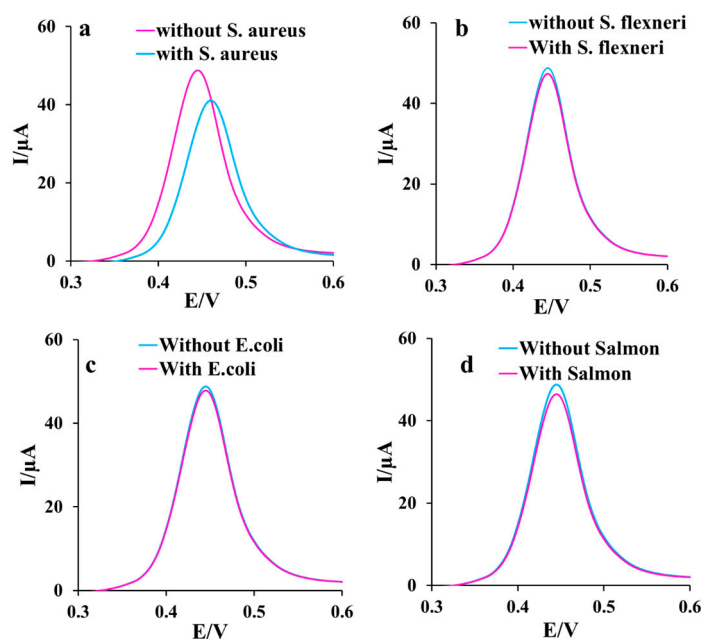 a
without S. aureus
with S. aureus
60
40
20
0
0.3 0.4 0.5 0.6
I/µA
E/V
b
without S. flexneri
With S. flexneri
60
40
20
0
0.3 0.4 0.5 0.6
I/µA
E/V
c
Without E.coli
With E.coli
60
40
20
0
0.3 0.4 0.5 0.6
I/µA
E/V
d
Without Salmon
With Salmon
60
40
20
0
0.3 0.4 0.5 0.6
I/µA
E/V